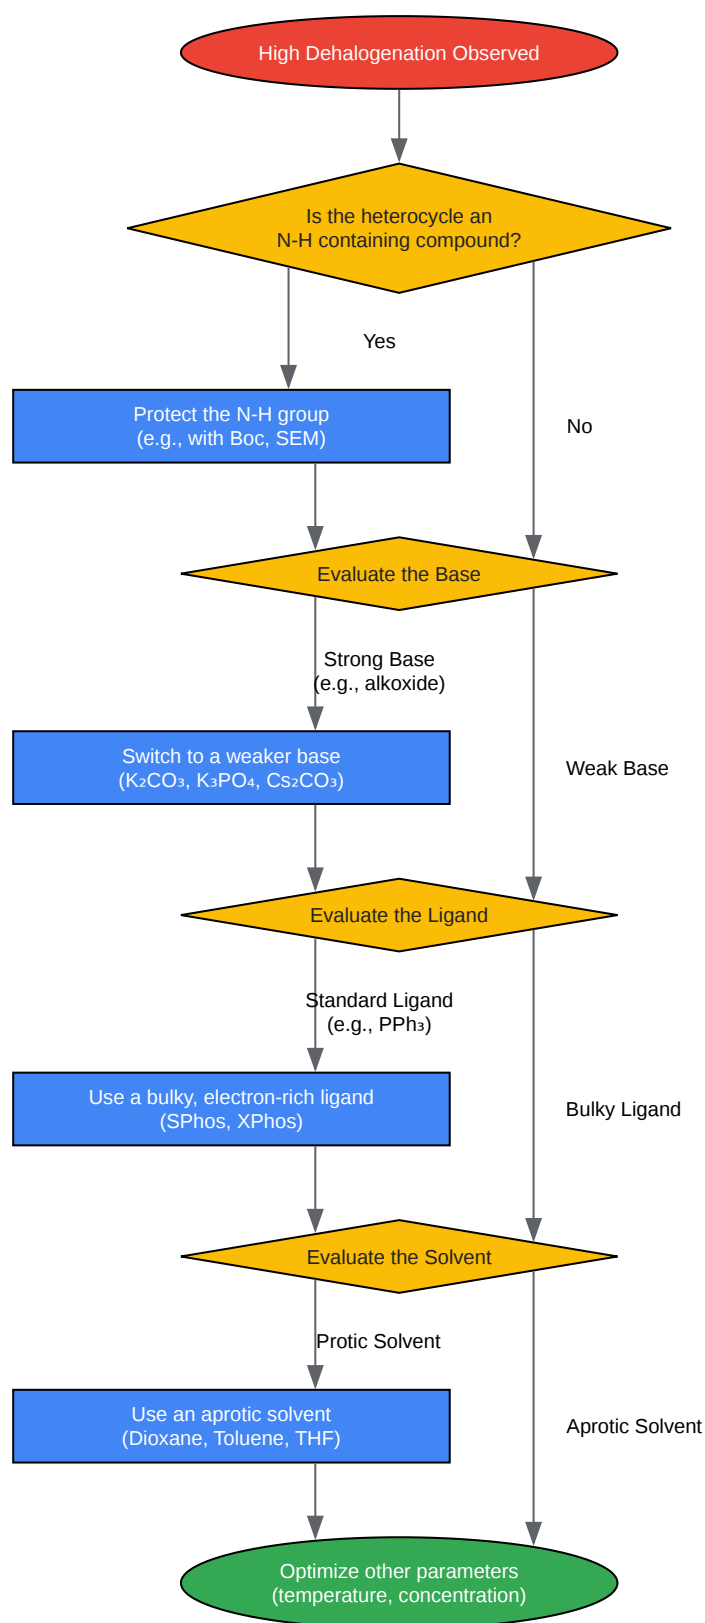 High Dehalogenation Observed
Is the heterocycle an
N-H containing compound?
Yes
Protect the N-H group
(e.g., with Boc, SEM)
No
Evaluate the Base
Strong Base
(e.g., alkoxide)
Switch to a weaker base
(K₂CO₃, K₃PO₄, Cs₂CO₃)
Weak Base
Evaluate the Ligand
Standard Ligand
(e.g., PPh₃)
Use a bulky, electron-rich ligand
(SPhos, XPhos)
Bulky Ligand
Evaluate the Solvent
Protic Solvent
Use an aprotic solvent
(Dioxane, Toluene, THF)
Aprotic Solvent
Optimize other parameters
(temperature, concentration)